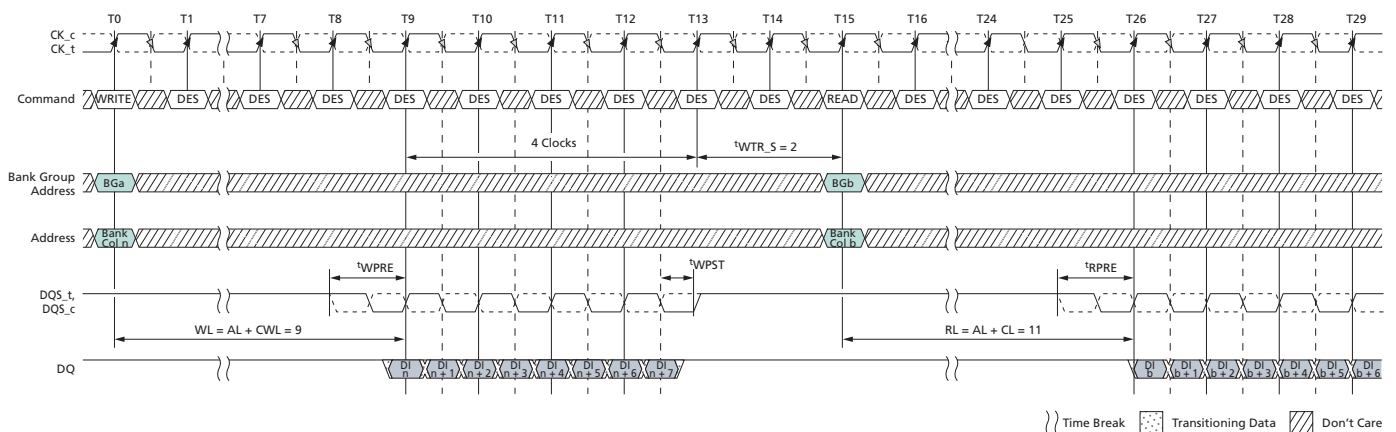 T0 T1 T7 T8 T9 T10 T11 T12 T13 T14 T15 T16 T24 T25 T26 T27 T28 T29
CK_c
CK_t
Command WRITE DES DES DES DES DES DES DES DES DES READ DES DES DES DES DES DES DES
4 Clocks tWTR_S = 2
Bank Group
Address
BGa BGb
Address
Bank
Col n
Bank
Col b
tWPRE tWPST tRPRE
DQS_t,
DQS_c
WL = AL + CWL = 9 RL = AL + CL = 11
DQ
DI DI DI DI DI DI DI DI DI DI DI DI DI DI DI
n n + 1 n + 2 n + 3 n + 4 n + 5 n + 6 n + 7 b b + 1 b + 2 b + 3 b + 4 b + 5 b + 6
Time Break Transitioning Data Don't Care